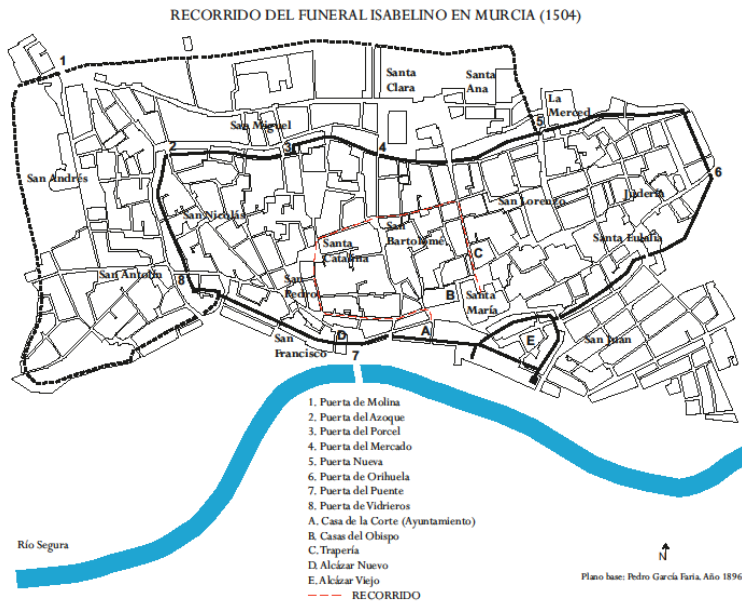 RECORRIDO DEL FUNERAL ISABELINO EN MURCIA (1504)
1
Santa
Clara
Santa
Ana
La
Merced
5
San Miguel
2
3
4
6
San Andrés
San Nicolás
San Lorenzo
Judería
San
Bartolomé
Santa
Catalina
C
Santa Eulalia
San Antolín
8
San
Pedro
B
Santa
María
San
Francisco
D
A
E
San Juan
7
1. Puerta de Molina
2. Puerta del Azoque
3. Puerta del Porcel
4. Puerta del Mercado
5. Puerta Nueva
6. Puerta de Orihuela
7. Puerta del Puente
8. Puerta de Vidrieros
A. Casa de la Corte (Ayuntamiento)
B. Casas del Obispo
C. Trapería
D. Alcázar Nuevo
E. Alcázar Viejo
RECORRIDO
Río Segura
N
Plano base: Pedro García Faria, Año 1896